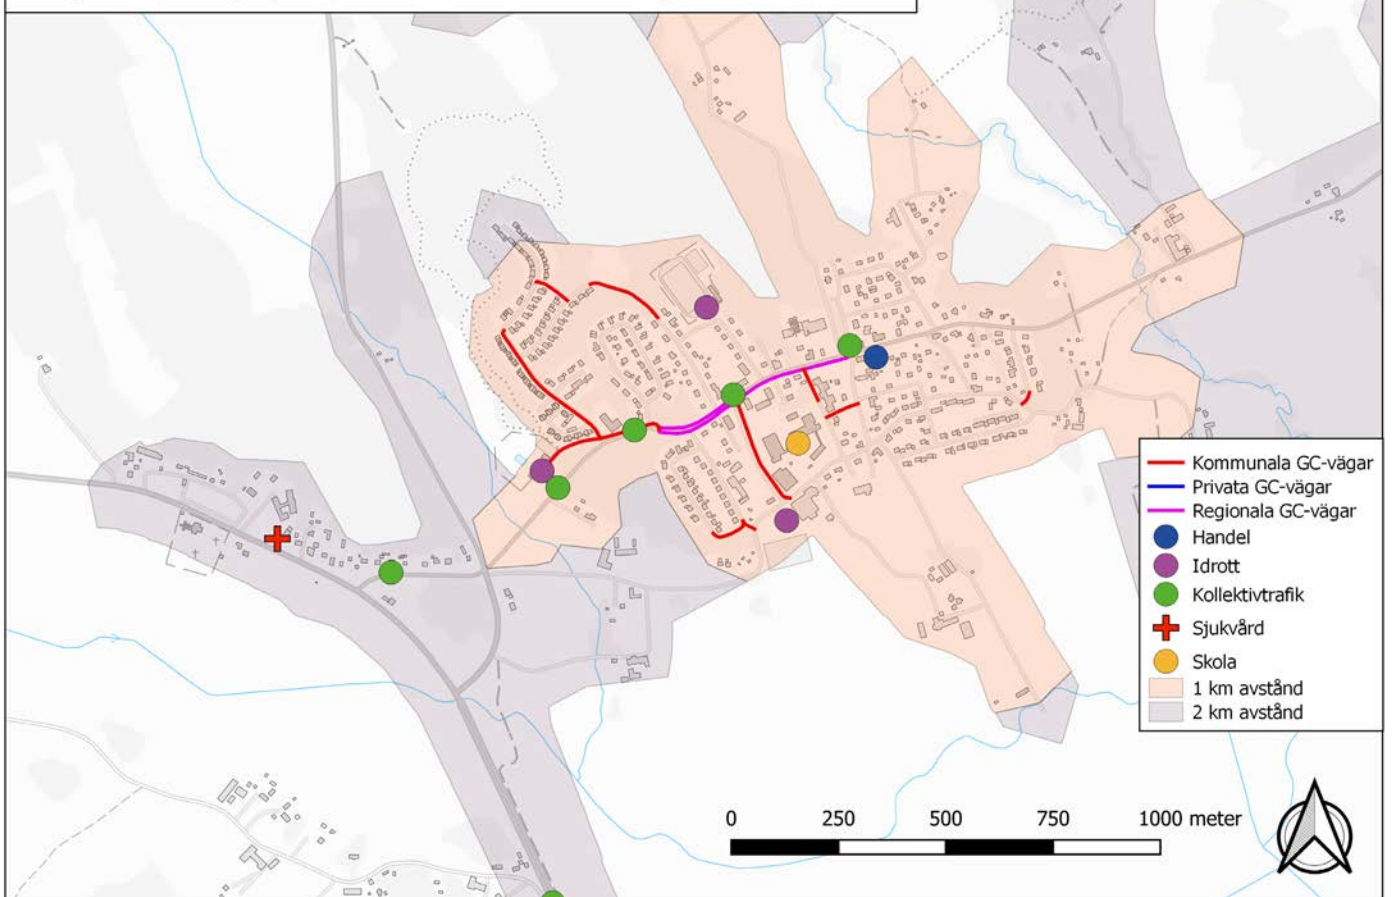 Kommunala GC-vägar
Privata GC-vägar
Regionala GC-vägar
Handel
Idrott
Kollektivtrafik
Sjukvård
Skola
1 km avstånd
2 km avstånd
0 250 500 750 1000 meter